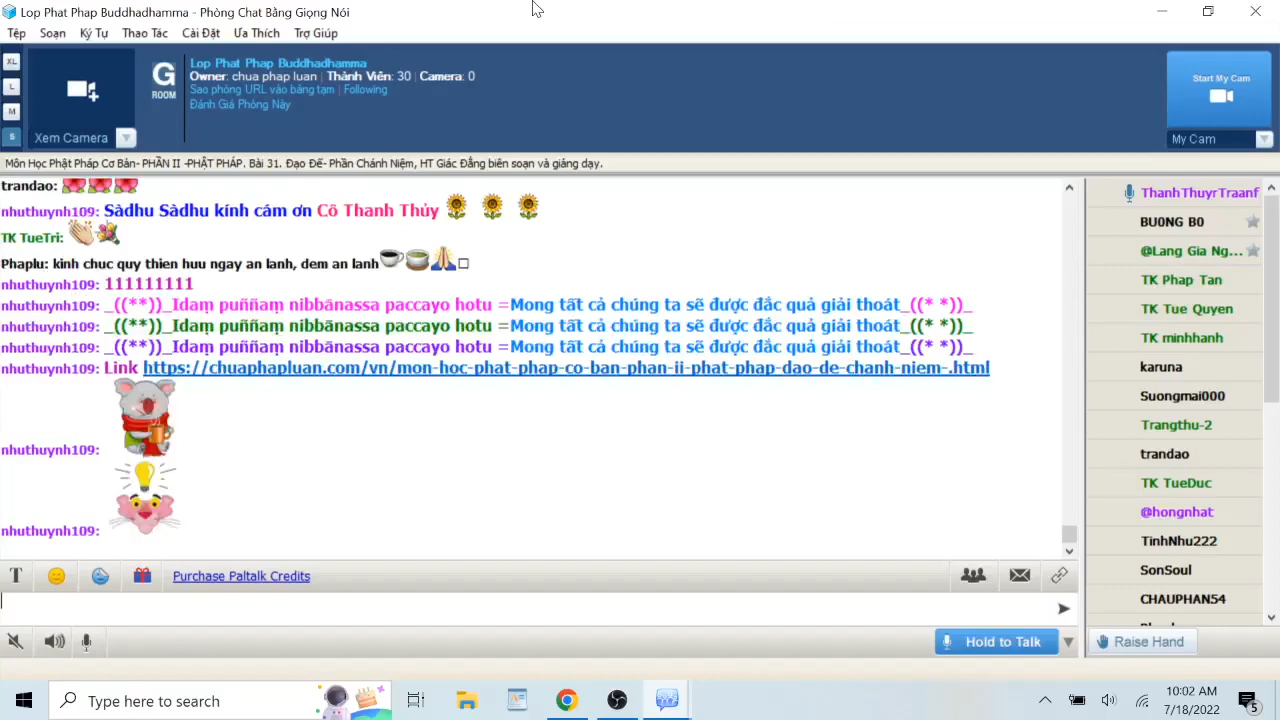 Lop Phat Phap Buddhadhamma - Phòng Chat Bằng Giọng Nói
Tệp Soạn Ký Tự Thao Tác Cài Đặt Ưa Thích Trợ Giúp
XL
L
M
S
Xem Camera
G
ROOM
Lop Phat Phap Buddhadhamma
Owner: chua phap luan | Thành Viên: 30 | Camera: 0
Sao phỏng URL vào bảng tạm | Following
Đánh Giá Phòng Này
Start My Cam
My Cam
Môn Học Phật Pháp Cơ Bản- PHẦN II -PHẬT PHÁP. Bài 31. Đạo Đế- Phần Chánh Niệm, HT Giác Đẳng biên soạn và giảng dạy.
trandao:
nhuthuynh109: Sàdhu Sàdhu kính cám ơn Cô Thanh Thủy
TK TueTri:
Phaplu: kinh chuc quy thien huu ngay an lanh, dem an lanh
nhuthuynh109: 111111111
nhuthuynh109: _((**))_Idaṃ puññaṃ nibbānassa paccayo hotu =Mong tất cả chúng ta sẽ được đắc quả giải thoát_((* *))_
nhuthuynh109: _((**))_Idaṃ puññaṃ nibbānassa paccayo hotu =Mong tất cả chúng ta sẽ được đắc quả giải thoát_((* *))_
nhuthuynh109: _((**))_Idaṃ puññaṃ nibbānassa paccayo hotu =Mong tất cả chúng ta sẽ được đắc quả giải thoát_((* *))_
nhuthuynh109: Link https://chuaphapluan.com/vn/mon-hoc-phat-phap-co-ban-phan-ii-phat-phap-dao-de-chanh-niem-.html
nhuthuynh109:
nhuthuynh109:
ThanhThuyrTraanf
BU0NG B0
@Lang Gia Ng...
TK Phap Tan
TK Tue Quyen
TK minhhanh
karuna
Suongmai000
Trangthu-2
trandao
TK TueDuc
@hongnhat
TinhNhu222
SonSoul
CHAUPHAN54
T
Purchase Paltalk Credits
Hold to Talk
Raise Hand
Type here to search
10:02 AM
7/18/2022
5